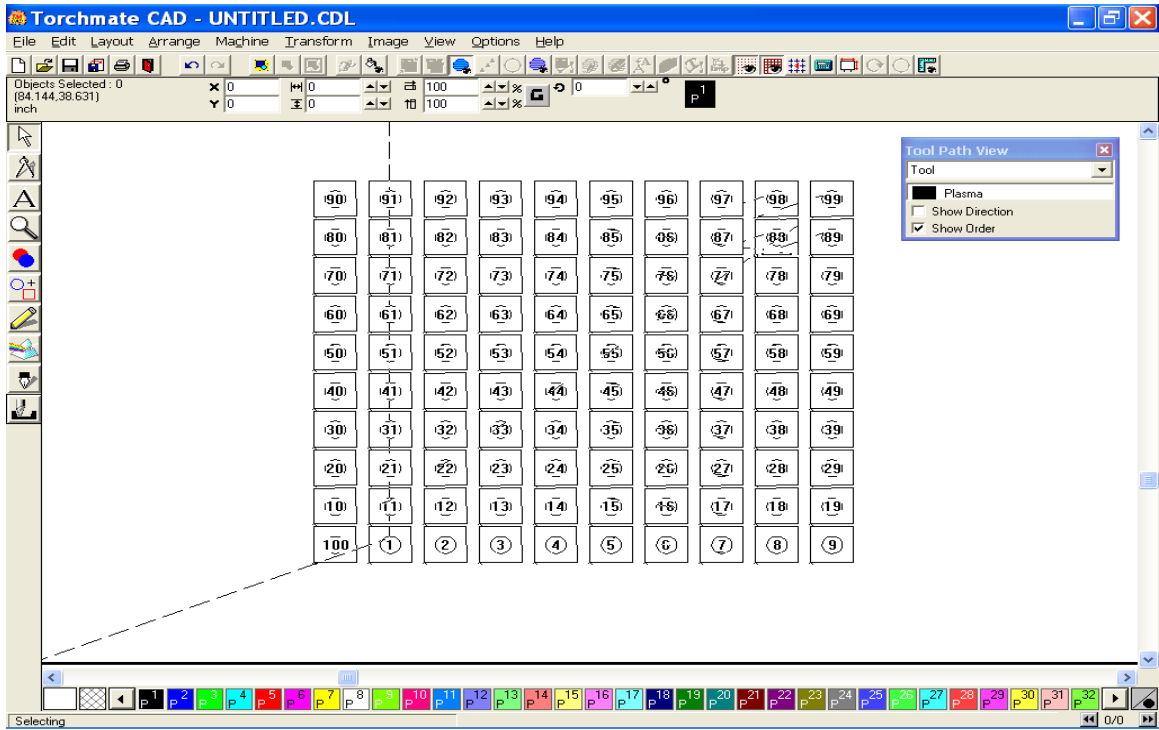 Torchmate CAD - UNTITLED.CDL
File Edit Layout Arrange Machine Transform Image View Options Help
Objects Selected : 0
(84.144,38.631)
inch
X 0
Y 0
0
0
100 %
100 %
G
0 °
P 1
Tool Path View
Tool
Plasma
Show Direction
Show Order
90 91 92 93 94 95 96 97 98 99
80 81 82 83 84 85 86 87 88 89
70 71 72 73 74 75 76 77 78 79
60 61 62 63 64 65 66 67 68 69
50 51 52 53 54 55 56 57 58 59
40 41 42 43 44 45 46 47 48 49
30 31 32 33 34 35 36 37 38 39
20 21 22 23 24 25 26 27 28 29
10 11 12 13 14 15 16 17 18 19
100 1 2 3 4 5 6 7 8 9
P 1 P 2 P 3 P 4 P 5 P 6 P 7 P 8 P 9 P 10 P 11 P 12 P 13 P 14 P 15 P 16 P 17 P 18 P 19 P 20 P 21 P 22 P 23 P 24 P 25 P 26 P 27 P 28 P 29 P 30 P 31 P 32
Selecting
0/0